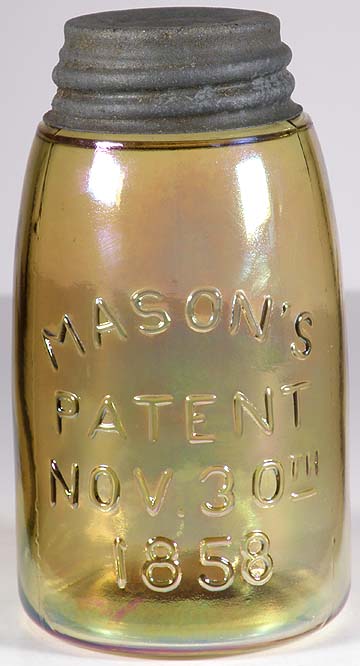 MASON'S
PATENT
NOV. 30TH
1858